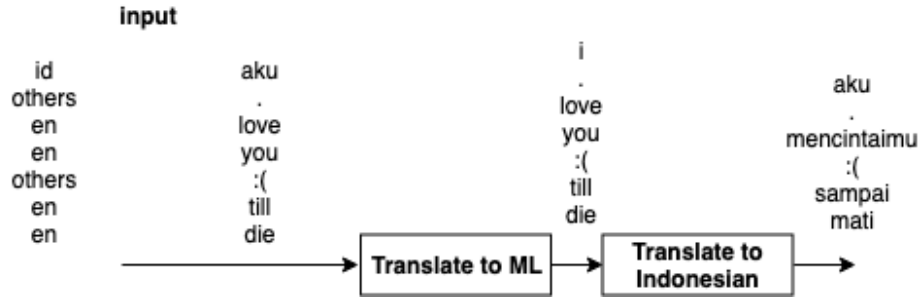 input
id
others
en
en
others
en
en
aku
.
love
you
:(
till
die
i
.
love
you
:(
till
die
aku
.
mencintaimu
:(
sampai
mati
Translate to ML
Translate to
Indonesian